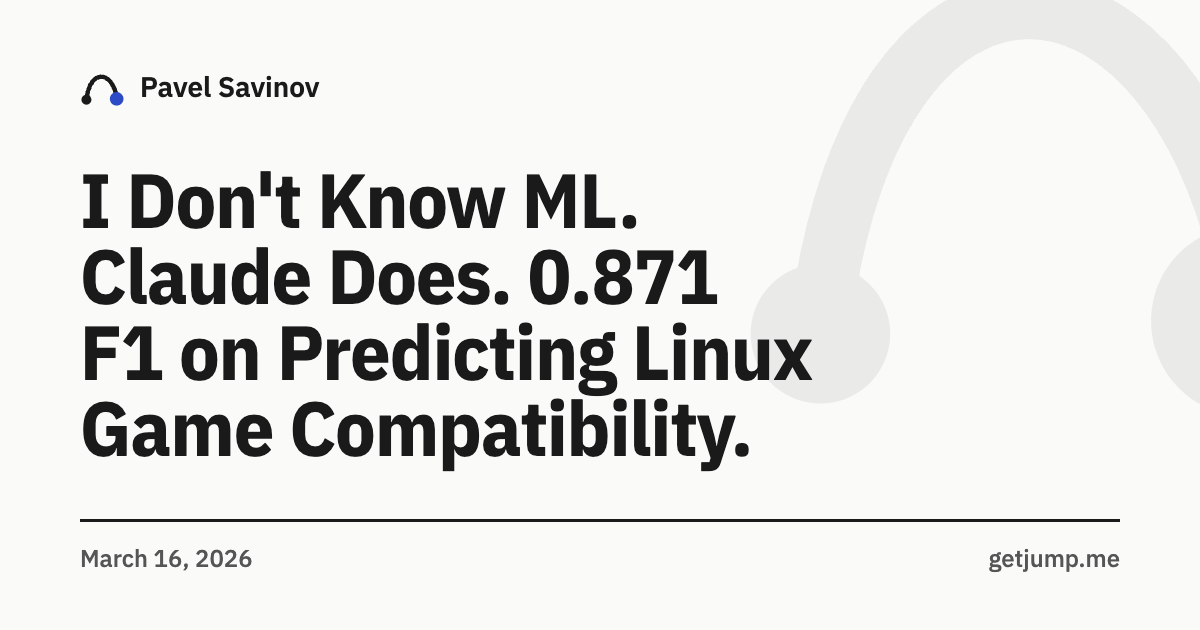 Pavel Savinov
I Don't Know ML.
Claude Does. 0.871
F1 on Predicting Linux
Game Compatibility.
March 16, 2026
getjump.me